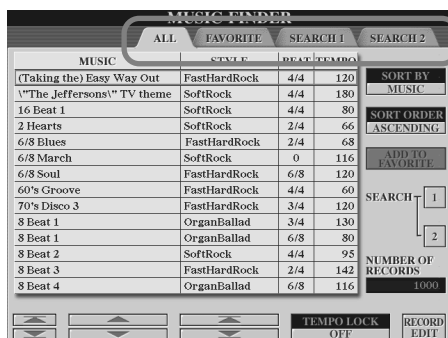 MUSIC FINDER
ALL FAVORITE SEARCH 1 SEARCH 2
MUSIC STYLE BEAT TEMPO
(Taking the) Easy Way Out FastHardRock 4/4 120
\"The Jeffersons\" TV theme SoftRock 4/4 180
16 Beat 1 SoftRock 4/4 80
2 Hearts SoftRock 2/4 66
6/8 Blues FastHardRock 2/4 68
6/8 March SoftRock 0 116
6/8 Soul FastHardRock 6/8 120
60's Groove FastHardRock 4/4 60
70's Disco 3 FastHardRock 3/4 120
8 Beat 1 OrganBallad 3/4 130
8 Beat 1 OrganBallad 6/8 80
8 Beat 2 SoftRock 4/4 95
8 Beat 3 FastHardRock 2/4 142
8 Beat 4 OrganBallad 6/8 116
SORT BY
MUSIC
SORT ORDER
ASCENDING
ADD TO
FAVORITE
SEARCH 1
2
NUMBER OF
RECORDS
1000
TEMPO LOCK
OFF
RECORD
EDIT